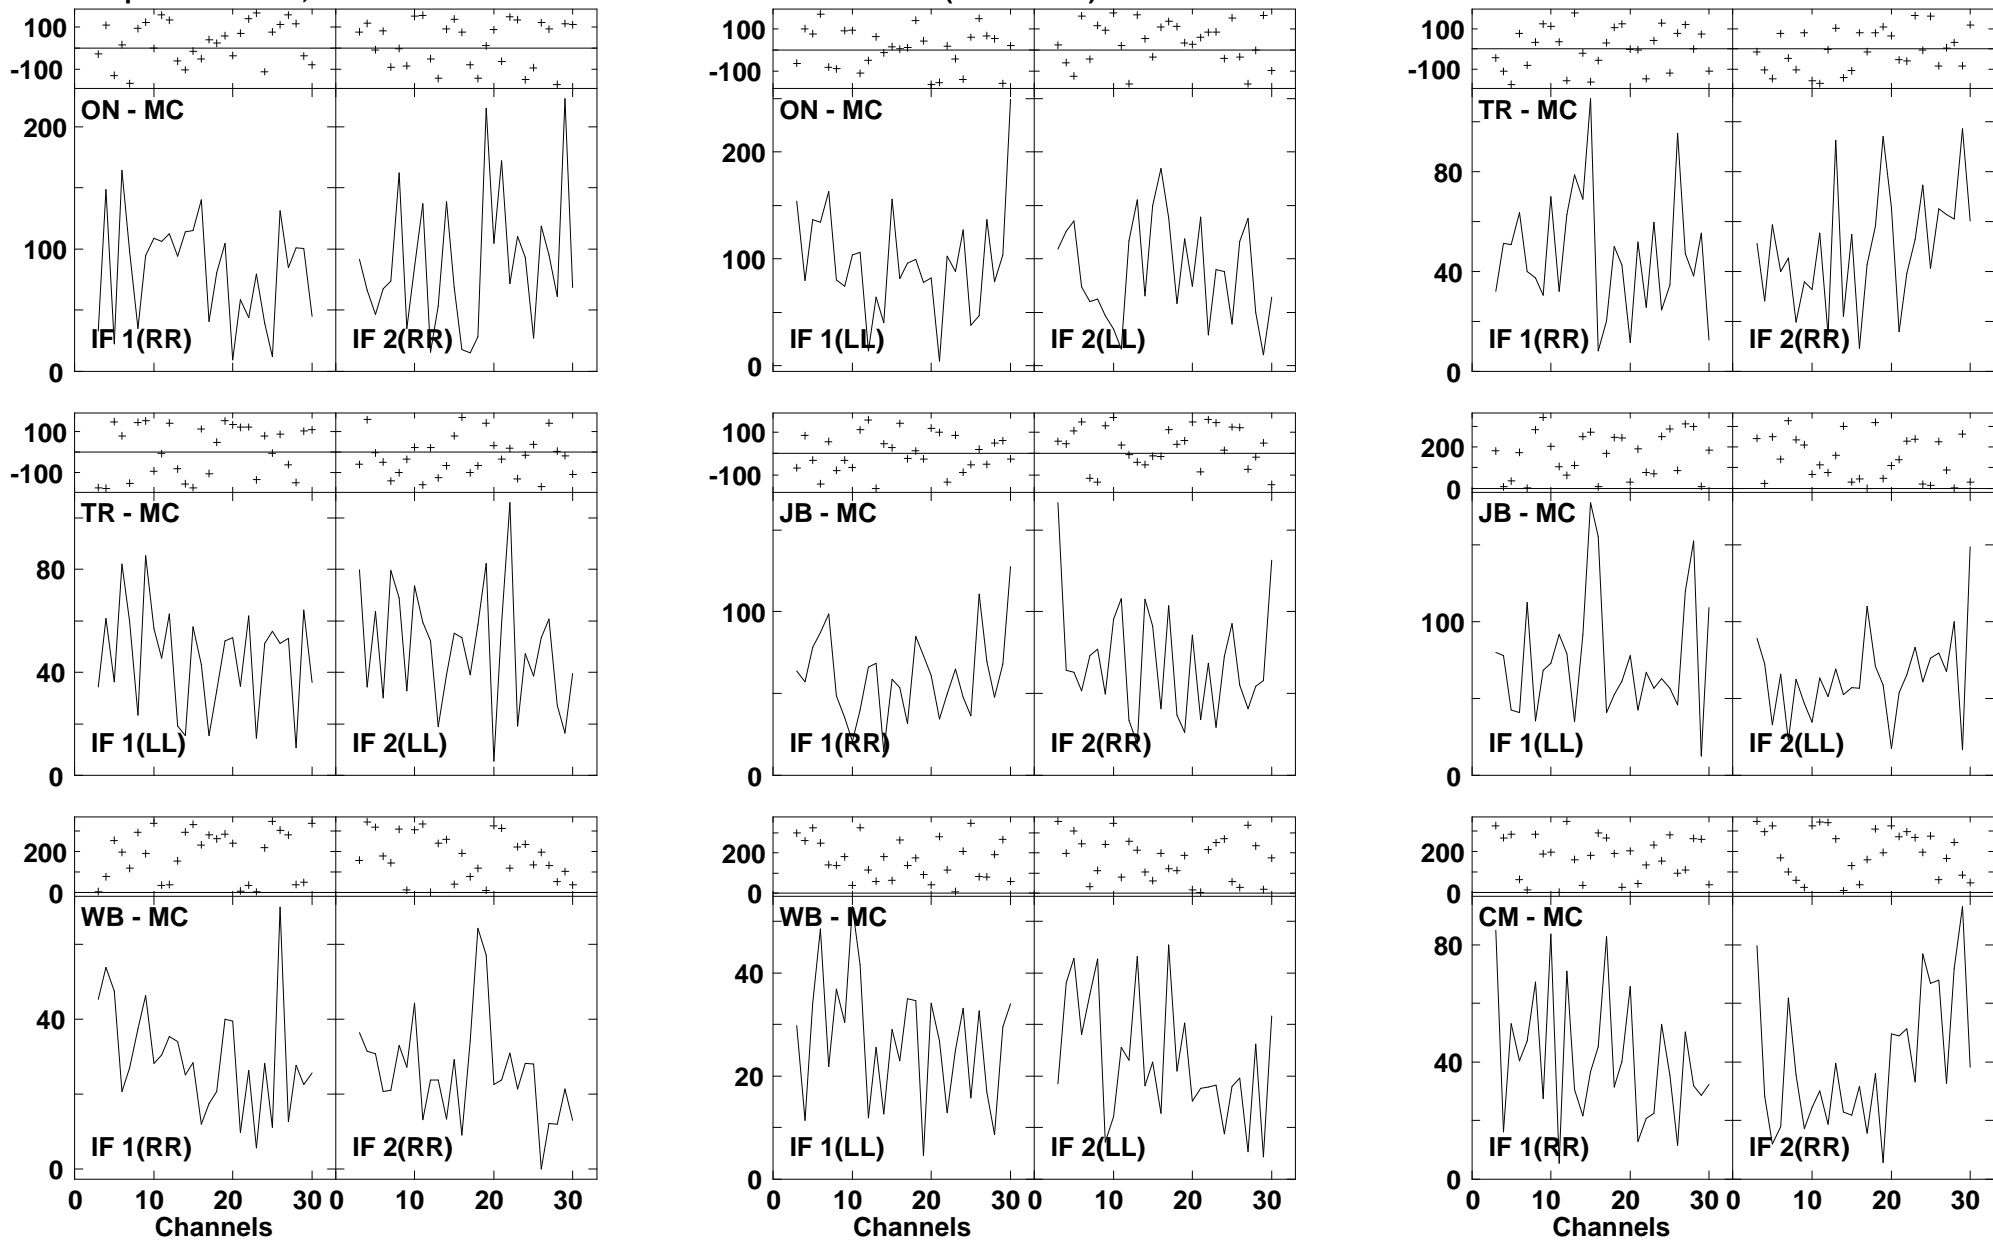 100 100 100
-100 -100 -100
ON - MC ON - MC TR - MC
200 200 80
100 100 40
IF 1(RR) IF 2(RR) IF 1(LL) IF 2(LL) IF 1(RR) IF 2(RR)
0 0 0
100 100 200
-100 -100 0
TR - MC JB - MC JB - MC
80 100 100
40
IF 1(LL) IF 2(LL) IF 1(RR) IF 2(RR) IF 1(LL) IF 2(LL)
0 0 0
200 200 200
0 0 0
WB - MC WB - MC CM - MC
40 40 80
20 40
IF 1(RR) IF 2(RR) IF 1(LL) IF 2(LL) IF 1(RR) IF 2(RR)
0 0 0
0 10 20 30 0 10 20 30 0 10 20 30 0 10 20 30 0 10 20 30 0 10 20 30
Channels Channels Channels